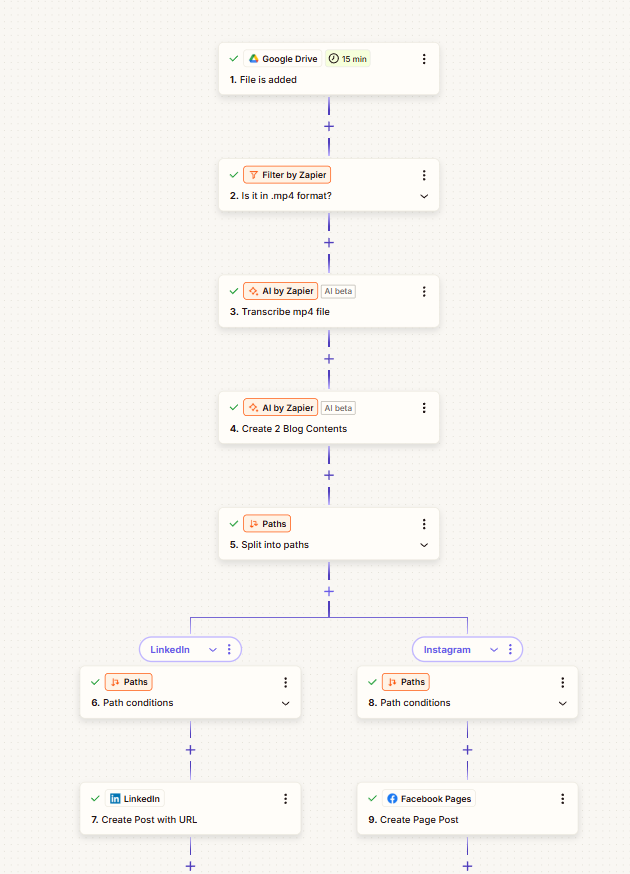 Google Drive 15 min
1. File is added
Filter by Zapier
2. Is it in .mp4 format?
AI by Zapier AI beta
3. Transcribe mp4 file
AI by Zapier AI beta
4. Create 2 Blog Contents
Paths
5. Split into paths
LinkedIn
Paths
6. Path conditions
LinkedIn
7. Create Post with URL
Instagram
Paths
8. Path conditions
Facebook Pages
9. Create Page Post